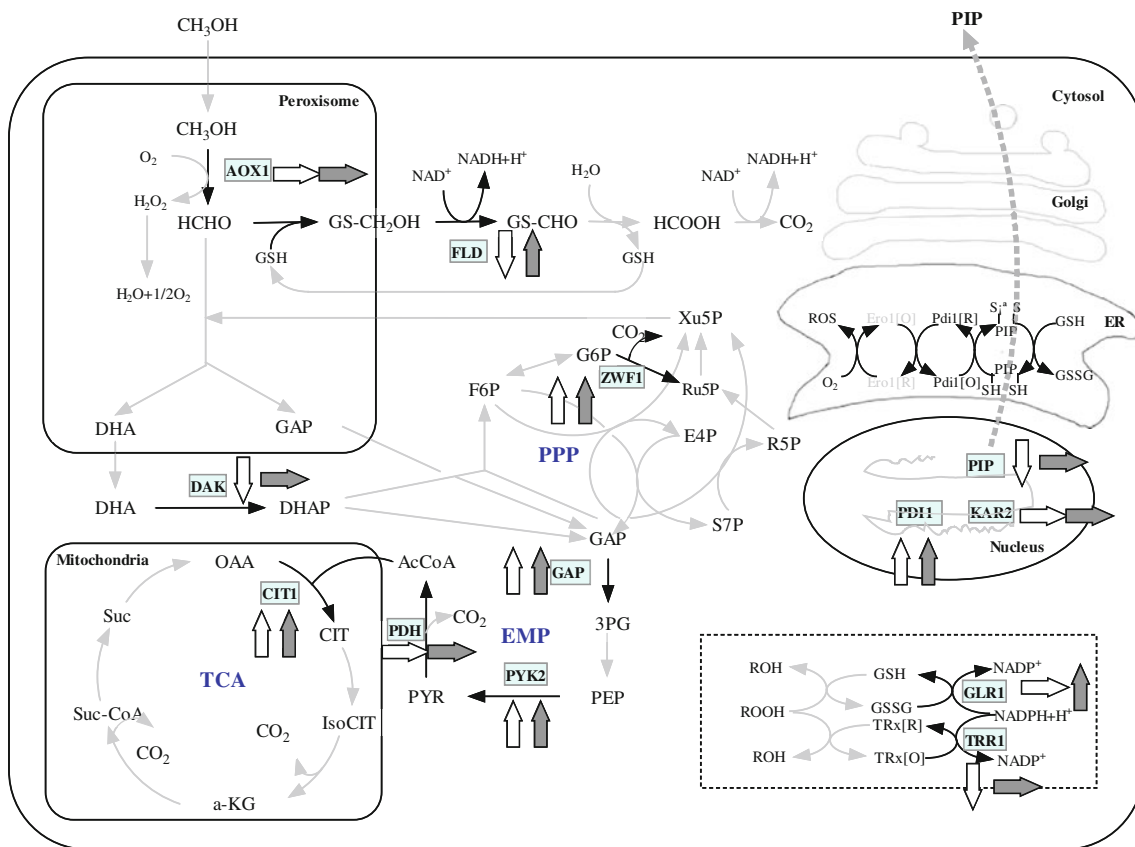 CH₃OH
PIP
Peroxisome
Cytosol
CH₃OH
O₂
AOX1
H₂O₂
HCHO
NAD⁺
NADH+H⁺
H₂O
NAD⁺
NADH+H⁺
GS-CH₂OH
GS-CHO
HCOOH
CO₂
GSH
FLD
GSH
H₂O+1/2O₂
Golgi
ER
ROS
Ero1[O]
Pdi1[R]
S S
PIP
GSH
O₂
Ero1[R]
Pdi1[O]
PIP
SH SH
GSSG
Xu5P
CO₂
G6P
ZWF1
Ru5P
F6P
PPP
E4P
R5P
S7P
DHA
GAP
DAK
DHA
DHAP
GAP
GAP
PIP
PDI1
KAR2
Nucleus
Mitochondria
OAA
AcCoA
CIT1
CIT
Suc
PDH
CO₂
EMP
3PG
TCA
PYK2
PYR
PEP
Suc-CoA
CO₂
CO₂
IsoCIT
a-KG
ROH
GSH
NADP⁺
GLR1
ROOH
GSSG
NADPH+H⁺
TRx[R]
TRR1
ROH
TRx[O]
NADP⁺